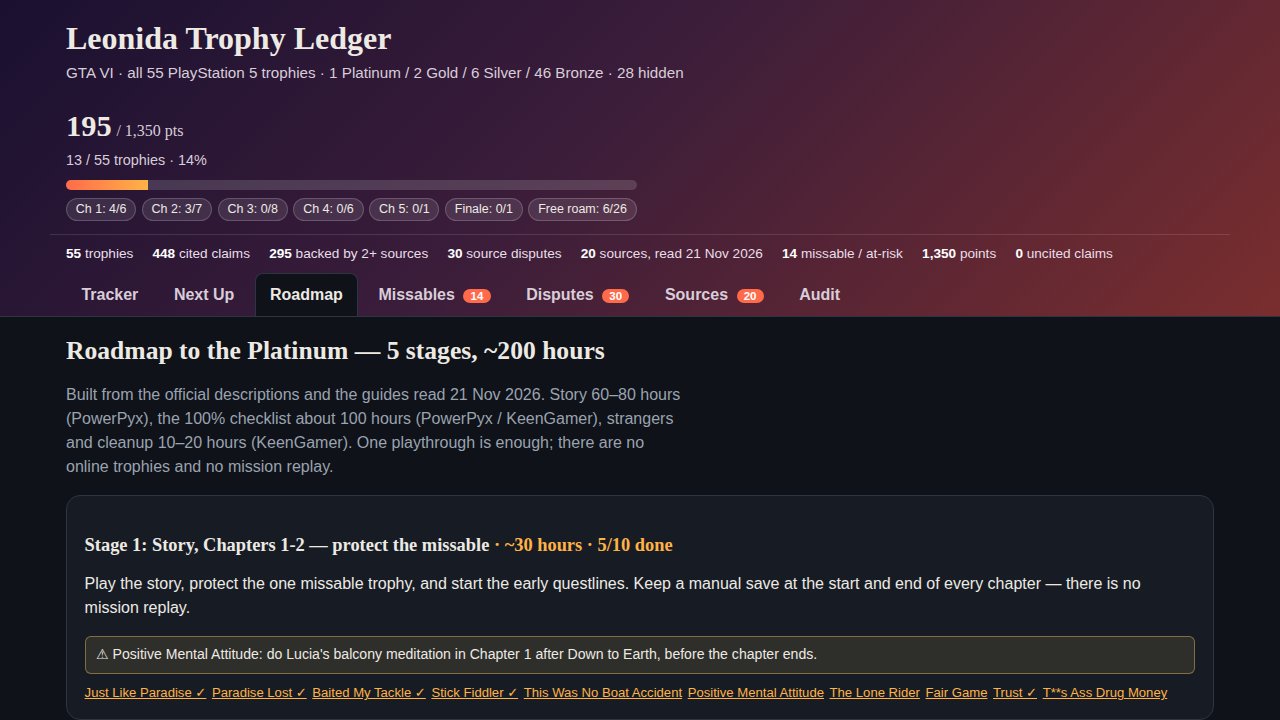 Leonida Trophy Ledger
GTA VI · all 55 PlayStation 5 trophies · 1 Platinum / 2 Gold / 6 Silver / 46 Bronze · 28 hidden
195 / 1,350 pts
13 / 55 trophies · 14%
Ch 1: 4/6 Ch 2: 3/7 Ch 3: 0/8 Ch 4: 0/6 Ch 5: 0/1 Finale: 0/1 Free roam: 6/26
55 trophies 448 cited claims 295 backed by 2+ sources 30 source disputes 20 sources, read 21 Nov 2026 14 missable / at-risk 1,350 points 0 uncited claims
Tracker Next Up Roadmap Missables 14 Disputes 30 Sources 20 Audit
Roadmap to the Platinum — 5 stages, ~200 hours
Built from the official descriptions and the guides read 21 Nov 2026. Story 60–80 hours
(PowerPyx), the 100% checklist about 100 hours (PowerPyx / KeenGamer), strangers
and cleanup 10–20 hours (KeenGamer). One playthrough is enough; there are no
online trophies and no mission replay.
Stage 1: Story, Chapters 1-2 — protect the missable · ~30 hours · 5/10 done
Play the story, protect the one missable trophy, and start the early questlines. Keep a manual save at the start and end of every chapter — there is no
mission replay.
⚠ Positive Mental Attitude: do Lucia's balcony meditation in Chapter 1 after Down to Earth, before the chapter ends.
Just Like Paradise ✓ Paradise Lost ✓ Baited My Tackle ✓ Stick Fiddler ✓ This Was No Boat Accident Positive Mental Attitude The Lone Rider Fair Game Trust ✓ T**s Ass Drug Money